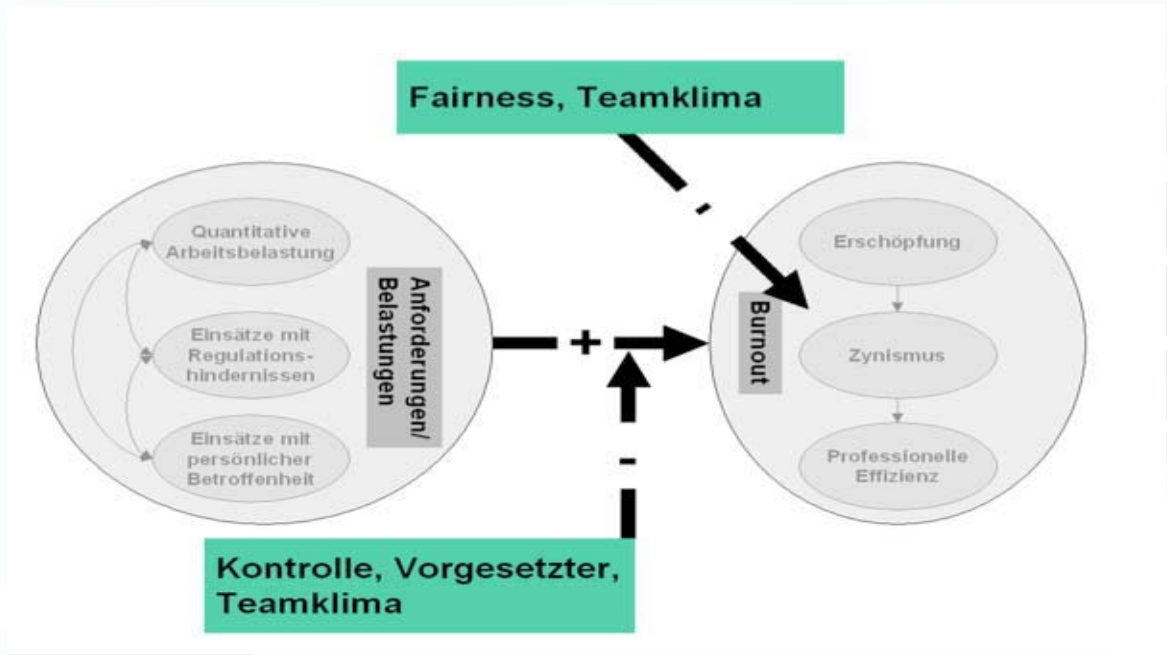 Fairness, Teamklima
Quantitative
Arbeitsbelastung
Einsätze mit
Regulations-
hindernissen
Einsätze mit
persönlicher
Betroffenheit
Anforderungen/
Belastungen
+
-
-
Burnout
Erschöpfung
Zynismus
Professionelle
Effizienz
Kontrolle, Vorgesetzter,
Teamklima